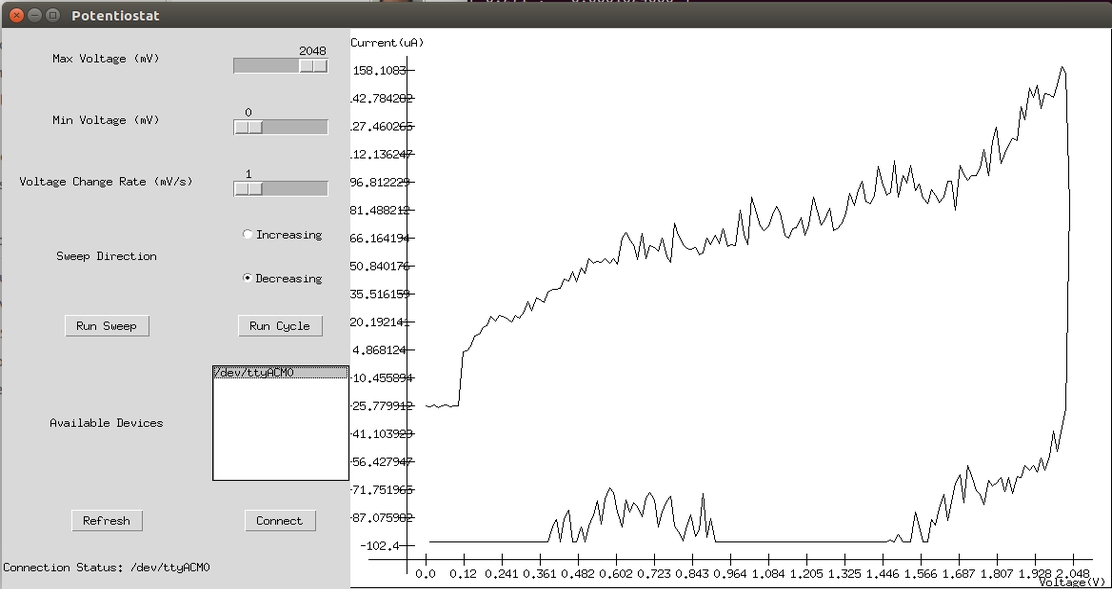 Potentiostat
Max Voltage (mV)
2048
Min Voltage (mV)
0
Voltage Change Rate (mV/s)
1
Sweep Direction
Increasing
Decreasing
Run Sweep
Run Cycle
Available Devices
/dev/ttyACM0
Refresh
Connect
Connection Status: /dev/ttyACM0
Current(uA)
158.1083
.42.784282
.27.460265
.12.136247
96.812229
81.488212
66.164194
50.840176
35.516159
20.192141
4.868124
-10.455894
-25.779912
-41.103929
-56.427947
-71.751965
-87.075982
-102.4
0.0 0.12 0.241 0.361 0.482 0.602 0.723 0.843 0.964 1.084 1.205 1.325 1.446 1.566 1.687 1.807 1.928 2.048
Voltage(V)